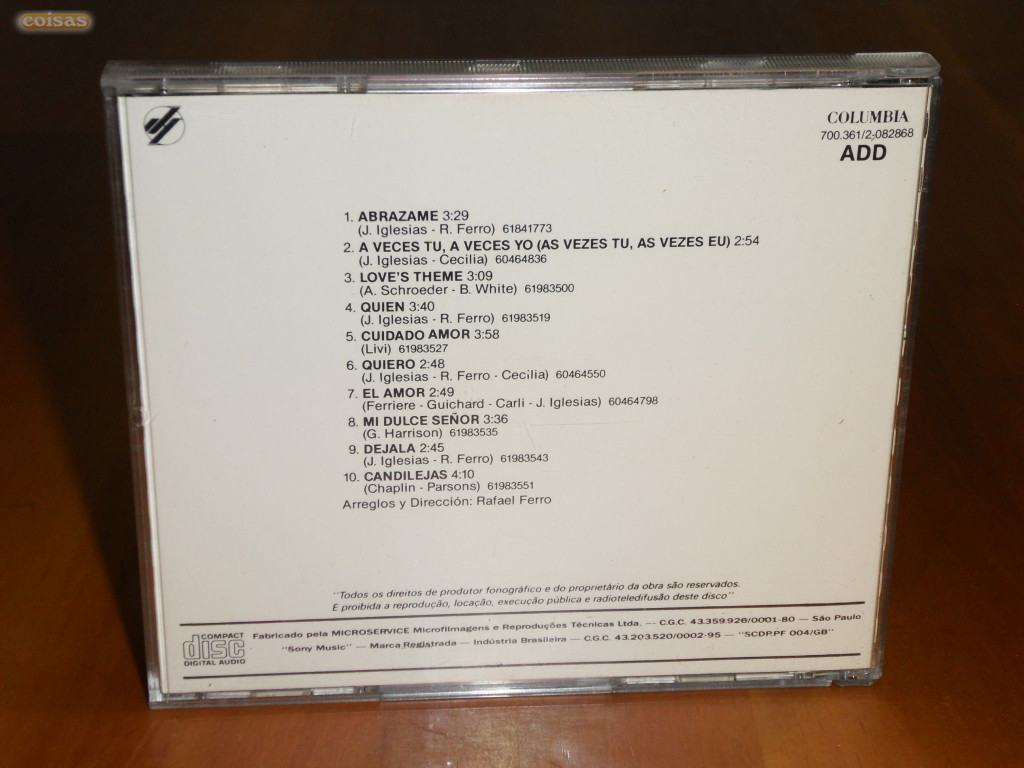 coisas
COLUMBIA
700.361/2-082868
ADD
1. ABRAZAME 3:29
(J. Iglesias - R. Ferro) 61841773
2. A VECES TU, A VECES YO (AS VEZES TU, AS VEZES EU) 2:54
(J. Iglesias - Cecilia) 60464836
3. LOVE'S THEME 3:09
(A. Schroeder - B. White) 61983500
4. QUIEN 3:40
(J. Iglesias - R. Ferro) 61983519
5. CUIDADO AMOR 3:58
(Livi) 61983527
6. QUIERO 2:48
(J. Iglesias - R. Ferro - Cecilia) 60464550
7. EL AMOR 2:49
(Ferriere - Guichard - Carli - J. Iglesias) 60464798
8. MI DULCE SEÑOR 3:36
(G. Harrison) 61983535
9. DEJALA 2:45
(J. Iglesias - R. Ferro) 61983543
10. CANDILEJAS 4:10
(Chaplin - Parsons) 61983551
Arreglos y Dirección: Rafael Ferro
"Todos os direitos de produtor fonográfico e do proprietário da obra são reservados.
E proibida a reprodução, locação, execução pública e radioteledifusão deste disco"
COMPACT
disc
DIGITAL AUDIO
Fabricado pela MICROSERVICE Microfilmagens e Reproduções Técnicas Ltda. — C.G.C. 43.359.926/0001-80 — São Paulo
"Sony Music" — Marca Registrada — Indústria Brasileira — C.G.C. 43.203.520/0002-95 — "SCDP.PF 004/GB"